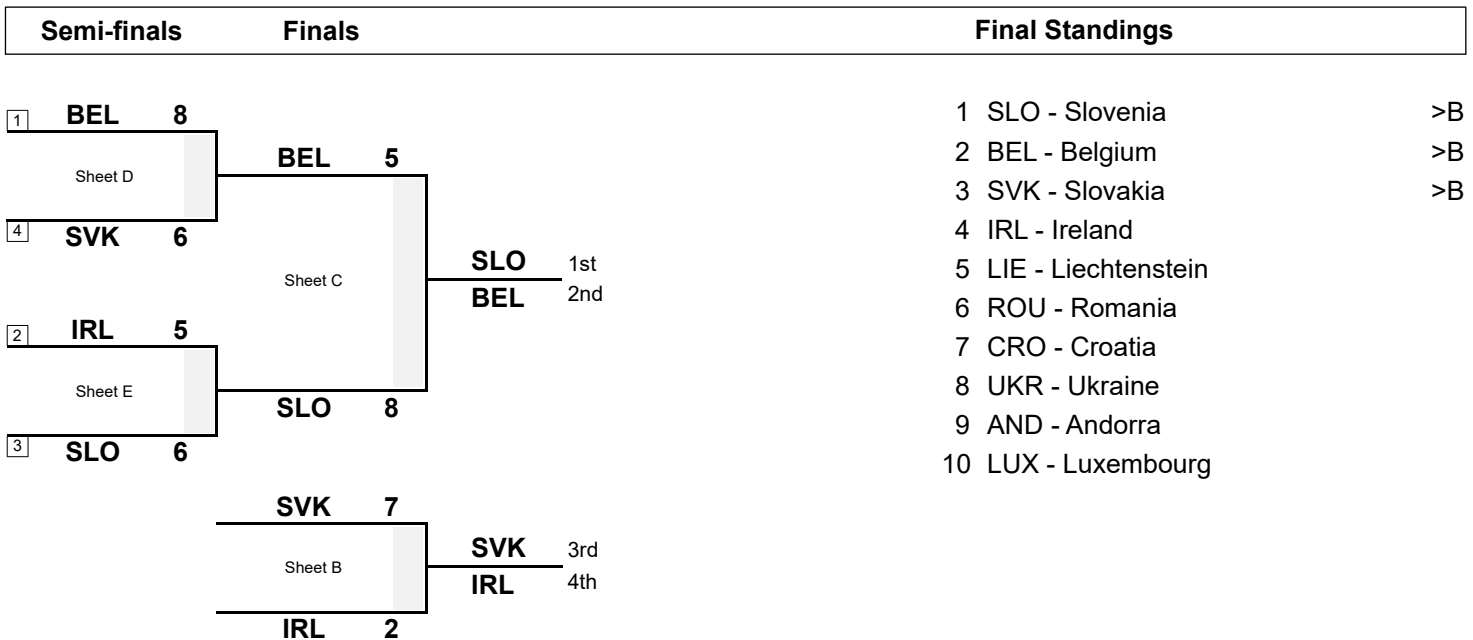 Semi-finals Finals Final Standings
1 BEL 8
Sheet D
4 SVK 6
BEL 5
Sheet C
SLO 8
2 IRL 5
Sheet E
3 SLO 6
SLO 1st
BEL 2nd
SVK 7
Sheet B
IRL 2
SVK 3rd
IRL 4th
1 SLO - Slovenia >B
2 BEL - Belgium >B
3 SVK - Slovakia >B
4 IRL - Ireland
5 LIE - Liechtenstein
6 ROU - Romania
7 CRO - Croatia
8 UKR - Ukraine
9 AND - Andorra
10 LUX - Luxembourg